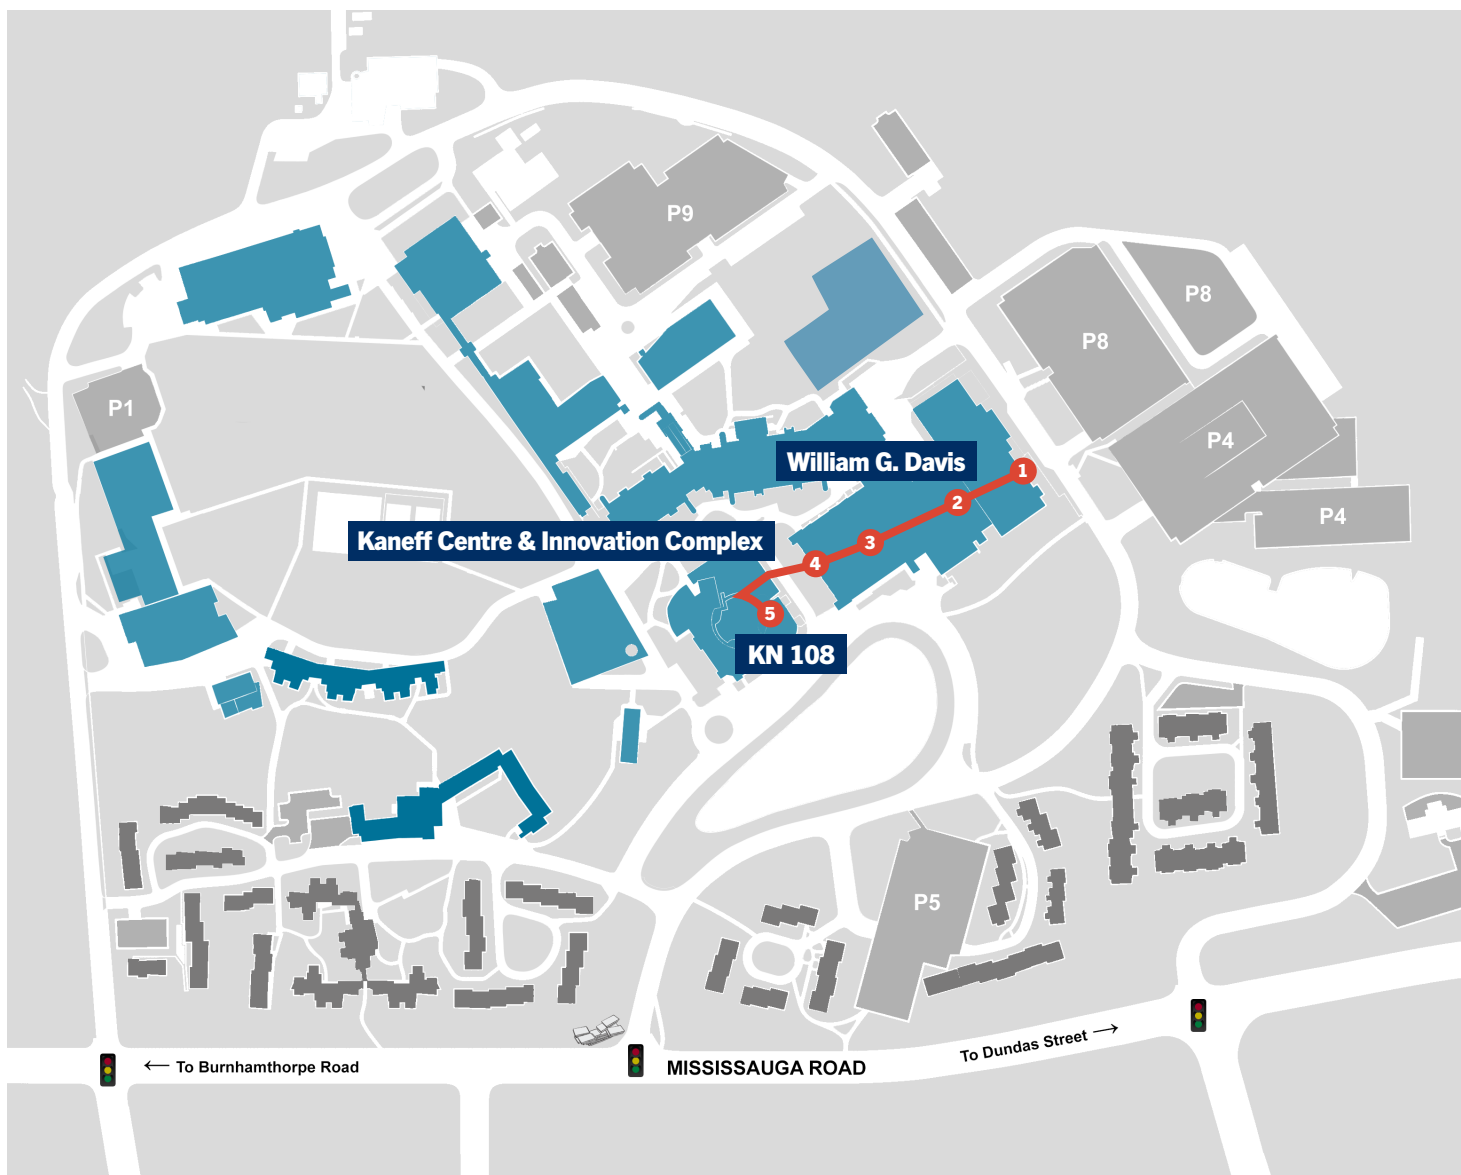 P9
P8
P8
P1
P4
P4
William G. Davis
1
2
3
4
5
Kaneff Centre & Innovation Complex
KN 108
P5
← To Burnhamthorpe Road
MISSISSAUGA ROAD
To Dundas Street →